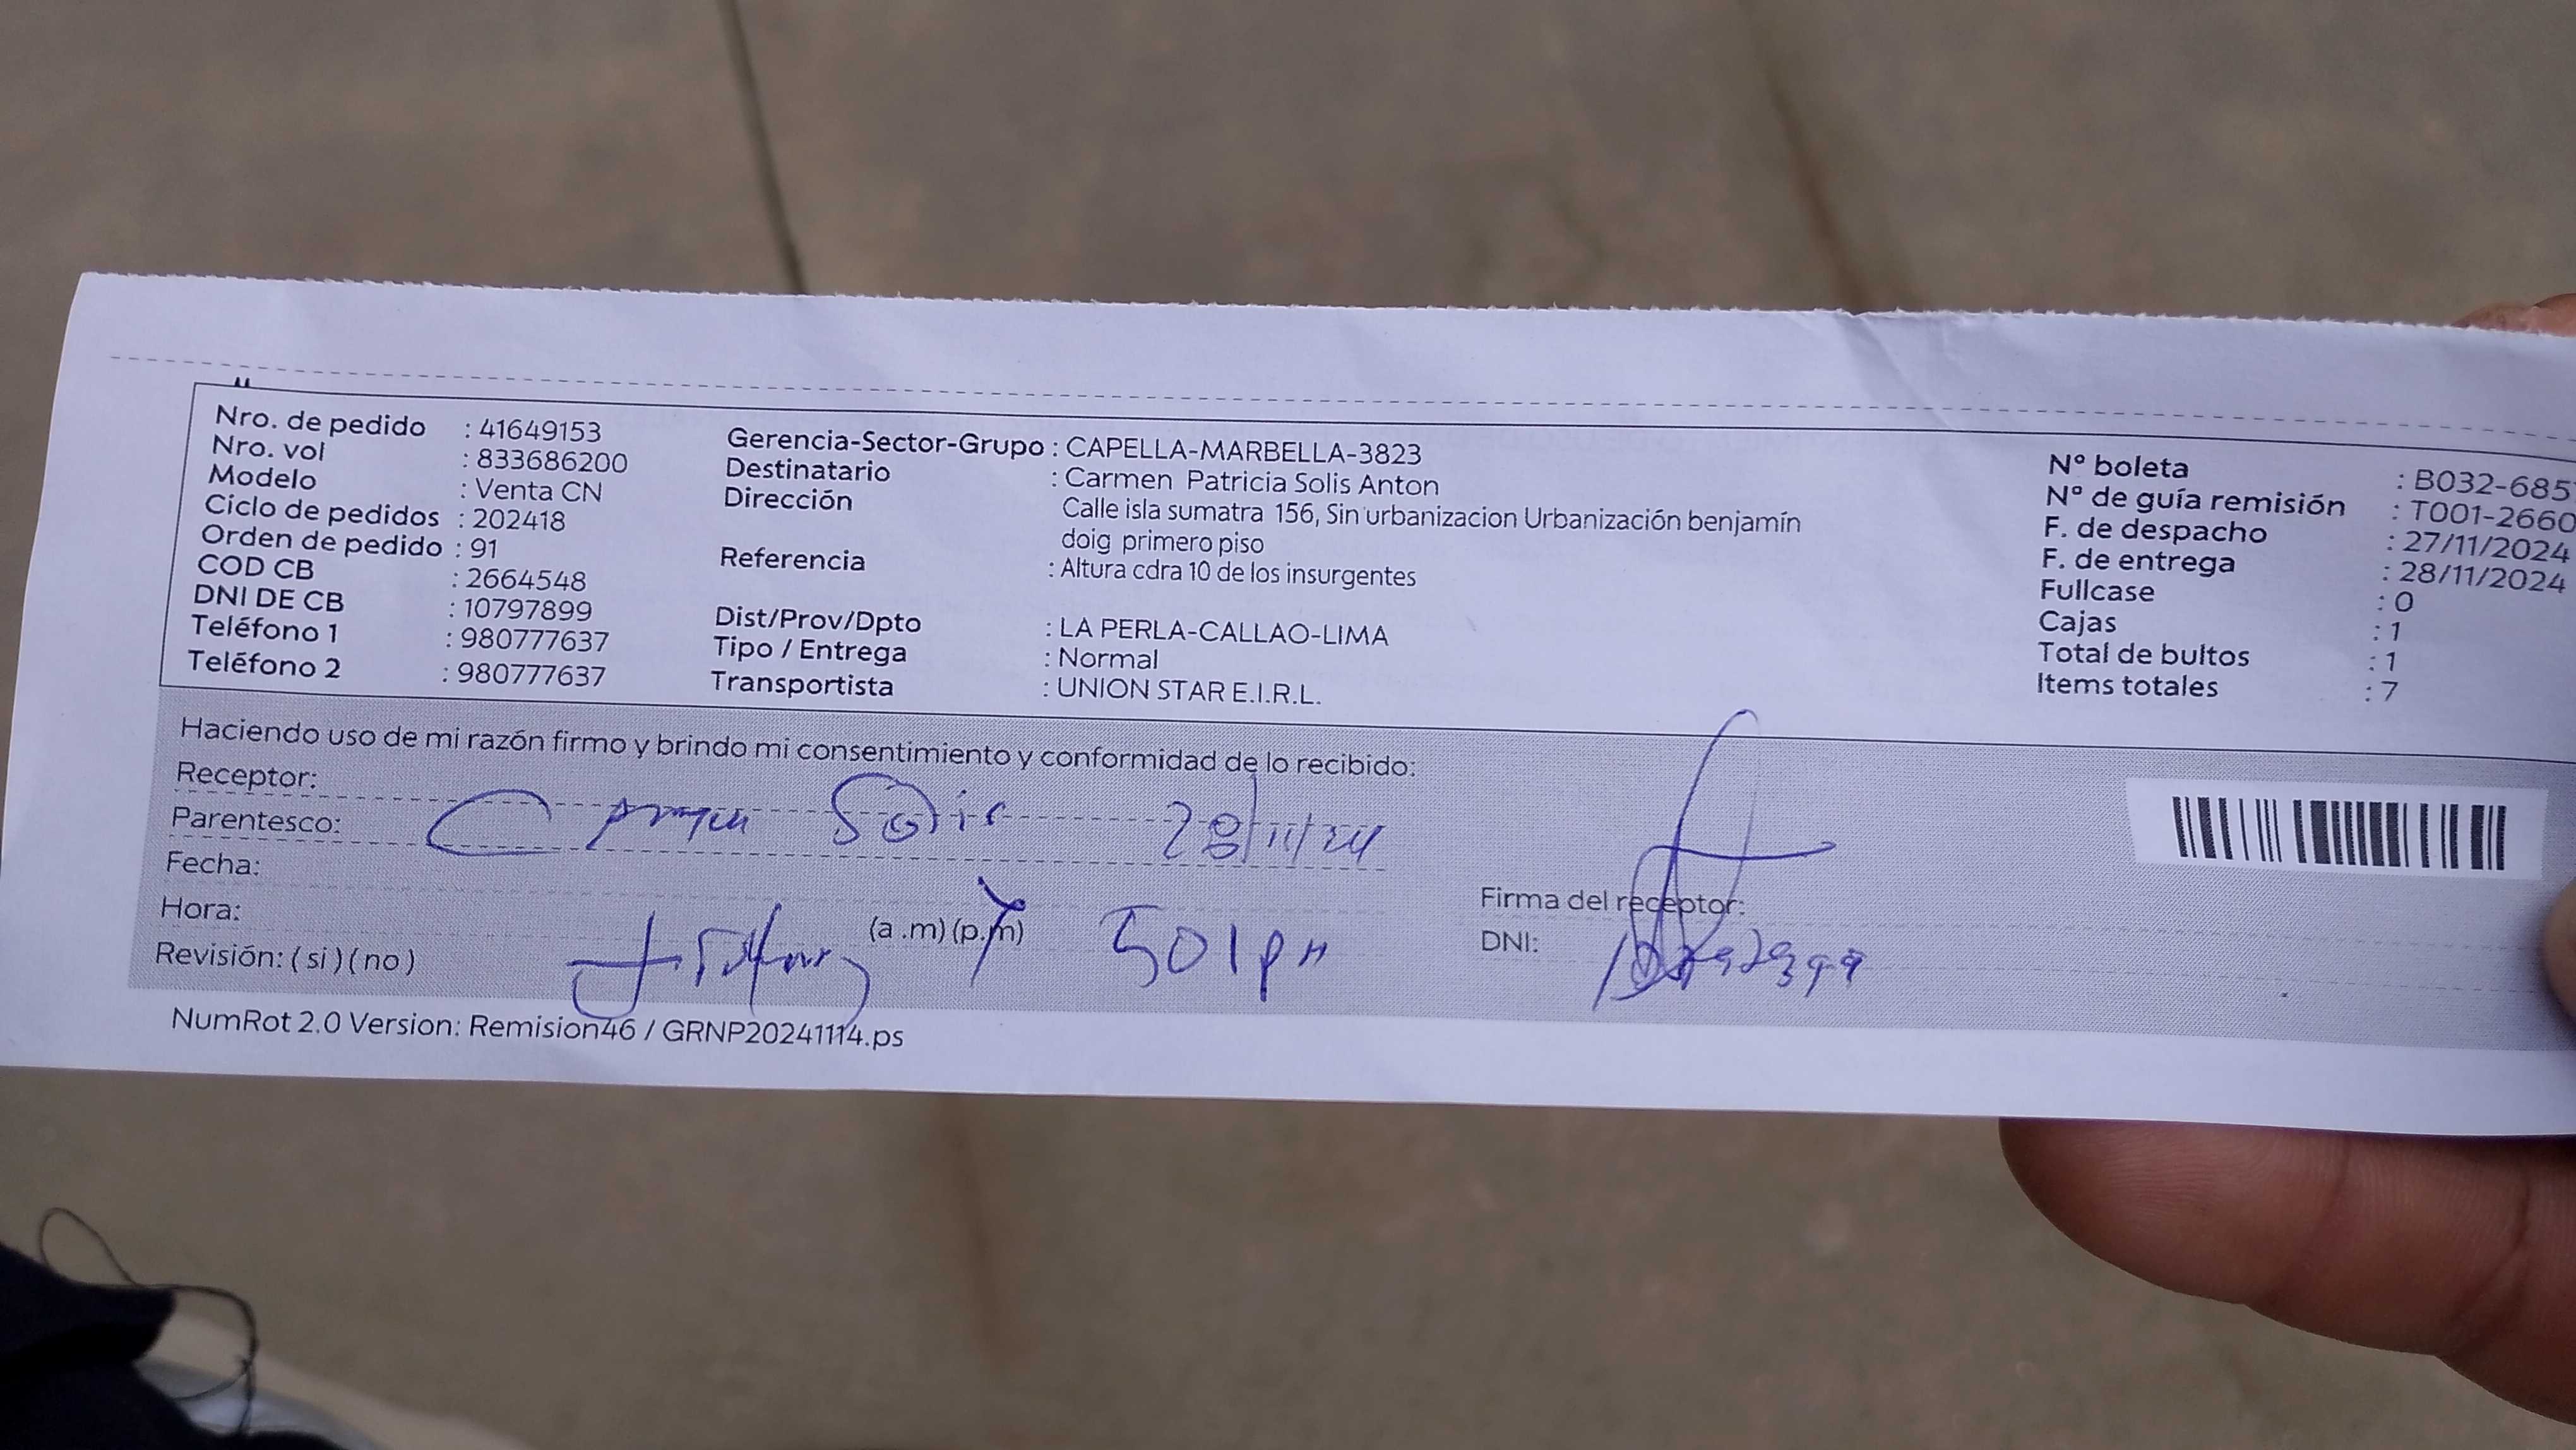 Nro. de pedido : 41649153
Nro. vol : 833686200
Modelo : Venta CN
Ciclo de pedidos : 202418
Orden de pedido : 91
COD CB : 2664548
DNI DE CB : 10797899
Teléfono 1 : 980777637
Teléfono 2 : 980777637
Gerencia-Sector-Grupo : CAPELLA-MARBELLA-3823
Destinatario : Carmen Patricia Solis Anton
Dirección Calle isla sumatra 156, Sin urbanizacion Urbanización benjamín
doig primero piso
Referencia : Altura cdra 10 de los insurgentes
Dist/Prov/Dpto : LA PERLA-CALLAO-LIMA
Tipo / Entrega : Normal
Transportista : UNION STAR E.I.R.L.
N° boleta : B032-685
N° de guía remisión : T001-2660
F. de despacho : 27/11/2024
F. de entrega : 28/11/2024
Fullcase : 0
Cajas : 1
Total de bultos : 1
Items totales : 7
Haciendo uso de mi razón firmo y brindo mi consentimiento y conformidad de lo recibido:
Receptor:
Carmen Solis 28/11/24
Parentesco:
Fecha:
Hora: (a .m) (p.m) 501pm
Revisión: ( si ) ( no )
Firma del receptor:
DNI:
NumRot 2.0 Version: Remision46 / GRNP20241114.ps